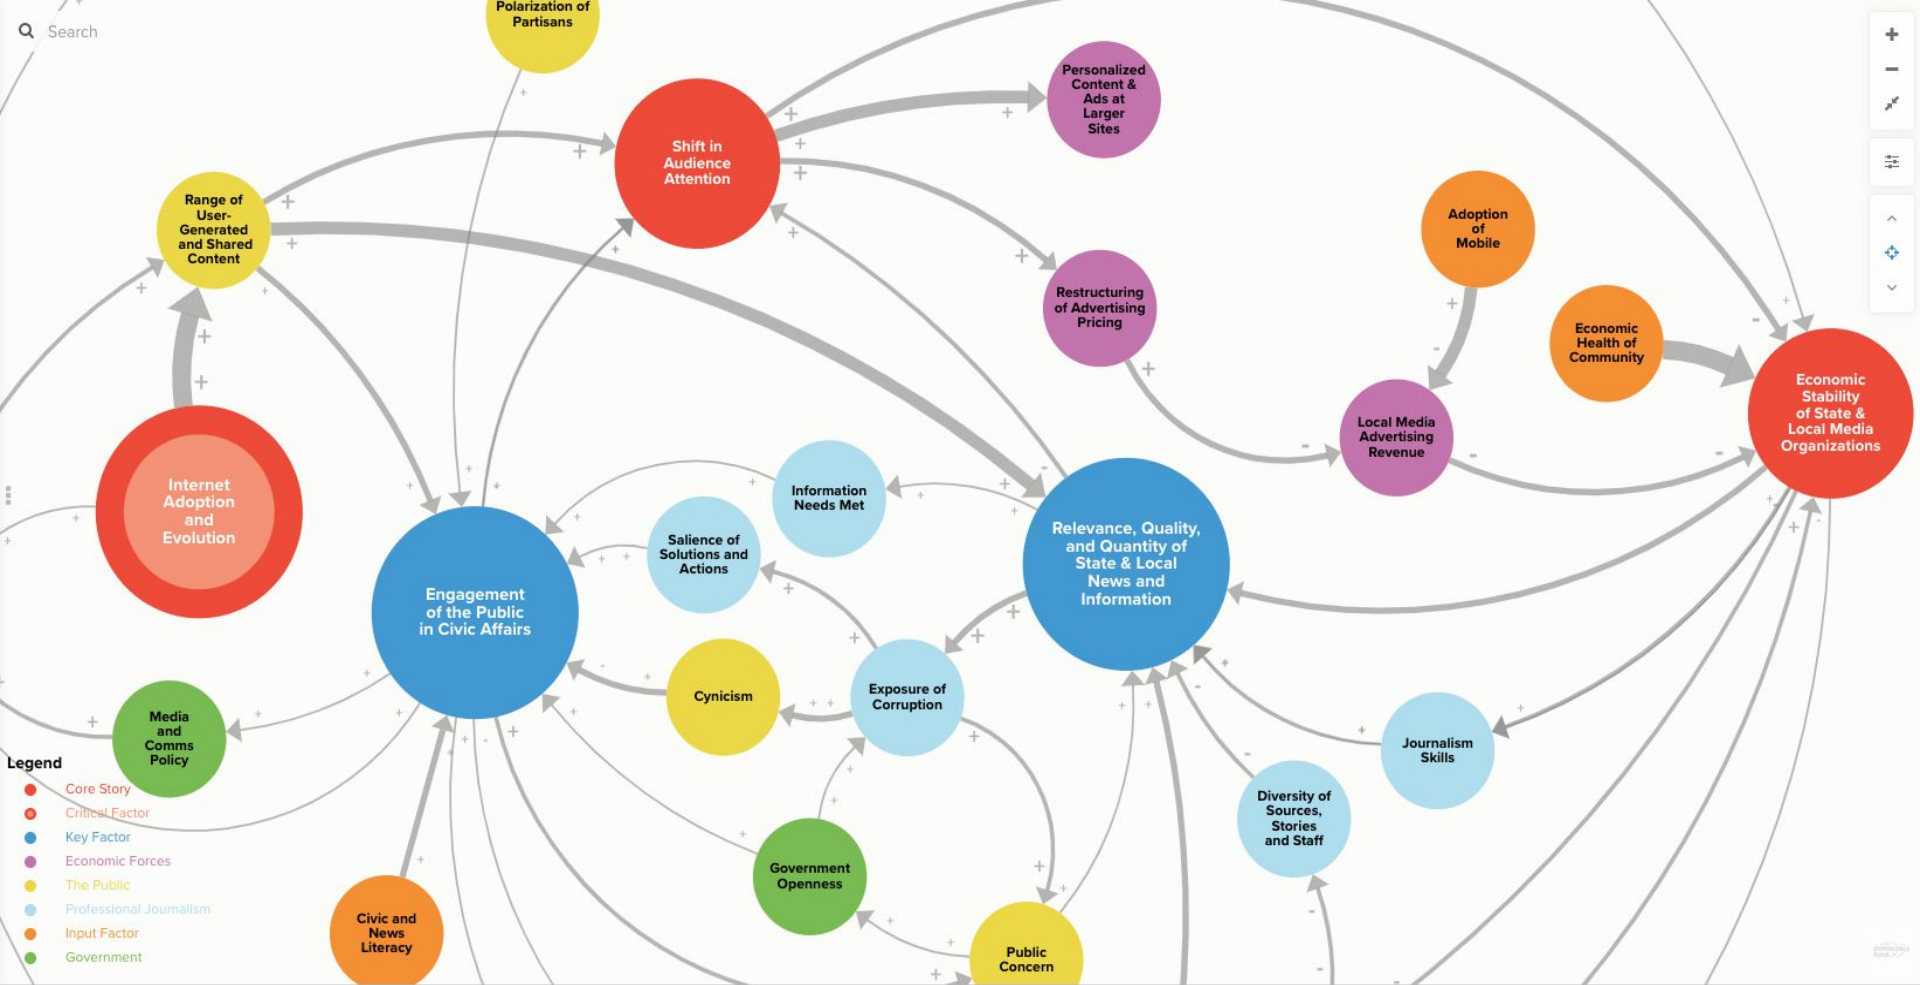 Polarization of
Partisans
Search
Personalized
Content &
Ads at
Larger
Sites
Shift in
Audience
Attention
Range of
User-
Generated
and Shared
Content
Adoption
of
Mobile
Restructuring
of Advertising
Pricing
Economic
Health of
Community
Economic
Stability
of State &
Local Media
Organizations
Local Media
Advertising
Revenue
Internet
Adoption
and
Evolution
Information
Needs Met
Salience of
Solutions and
Actions
Relevance, Quality,
and Quantity of
State & Local
News and
Information
Engagement
of the Public
in Civic Affairs
Cynicism
Exposure of
Corruption
Media
and
Comms
Policy
Journalism
Skills
Diversity of
Sources,
Stories
and Staff
Government
Openness
Civic and
News
Literacy
Public
Concern
Legend
Core Story
Critical Factor
Key Factor
Economic Forces
The Public
Professional Journalism
Input Factor
Government
democracy
fund